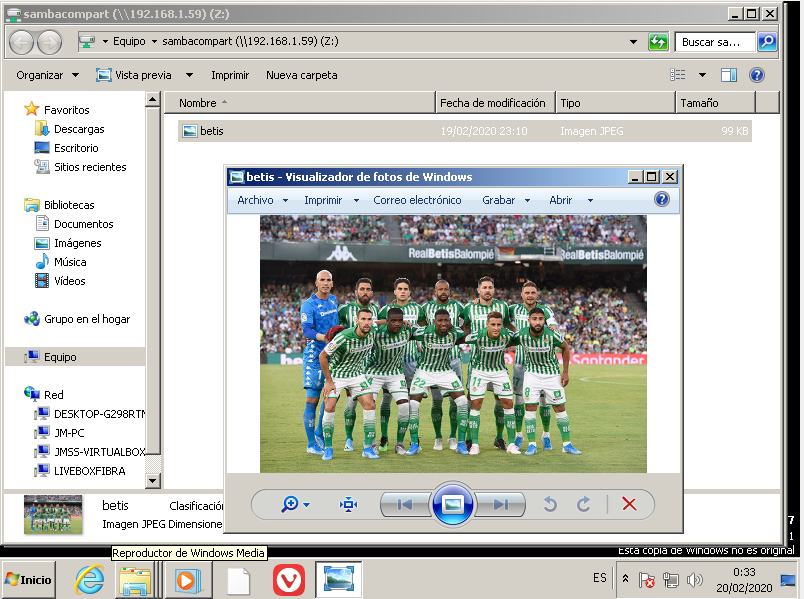 sambacompart (\\192.168.1.59) (Z:)
Equipo sambacompart (\\192.168.1.59) (Z:)
Buscar sa...
Organizar Vista previa Imprimir Nueva carpeta
Nombre Fecha de modificación Tipo Tamaño
betis 19/02/2020 23:10 Imagen JPEG 99 KB
Favoritos
Descargas
Escritorio
Sitios recientes
Bibliotecas
Documentos
Imágenes
Música
Vídeos
Grupo en el hogar
Equipo
Red
DESKTOP-G298RTN
JM-PC
JMSS-VIRTUALBOX
LIVEBOXFIBRA
betis - Visualizador de fotos de Windows
Archivo Imprimir Correo electrónico Grabar Abrir
Kappa
RealBetisBalompié RealBetisBalompié
Santander
22 11 8
betis Clasificación
Imagen JPEG Dimensione
7
1
Esta copia de Windows no es original
Reproductor de Windows Media
Inicio
ES
0:33
20/02/2020